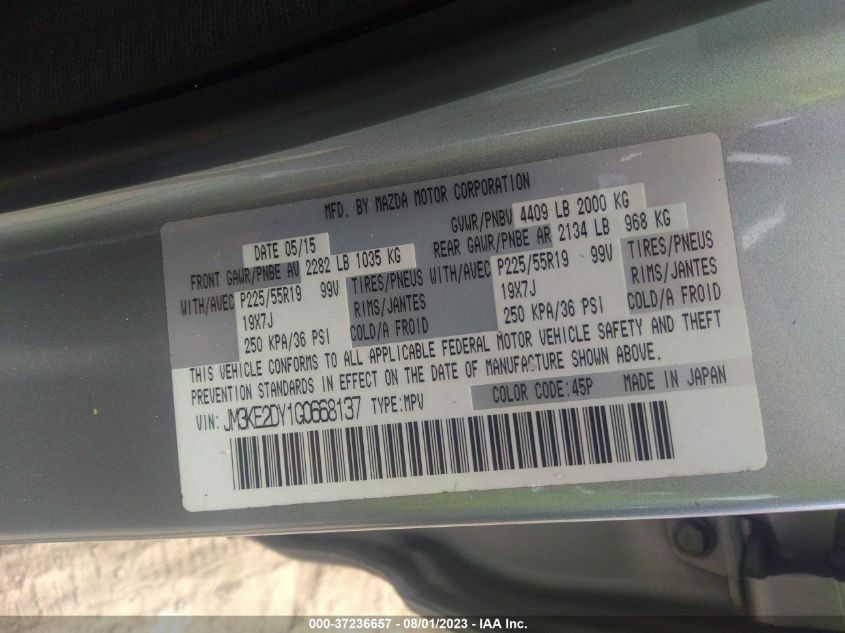 MFD. BY MAZDA MOTOR CORPORATION
DATE 05/15 GVWR/PNBV 4409 LB 2000 KG
FRONT GAWR/PNBE AV 2282 LB 1035 KG REAR GAWR/PNBE AR 2134 LB 968 KG
WITH/AVEC P225/55R19 99V TIRES/PNEUS WITH/AVEC P225/55R19 99V TIRES/PNEUS
19X7J RIMS/JANTES 19X7J RIMS/JANTES
250 KPA/36 PSI COLD/A FROID 250 KPA/36 PSI COLD/A FROID
THIS VEHICLE CONFORMS TO ALL APPLICABLE FEDERAL MOTOR VEHICLE SAFETY AND THEFT
PREVENTION STANDARDS IN EFFECT ON THE DATE OF MANUFACTURE SHOWN ABOVE.
VIN: JM3KE2DY1G0668137 TYPE:MPV COLOR CODE:45P MADE IN JAPAN
000-37236657 - 08/01/2023 - IAA Inc.